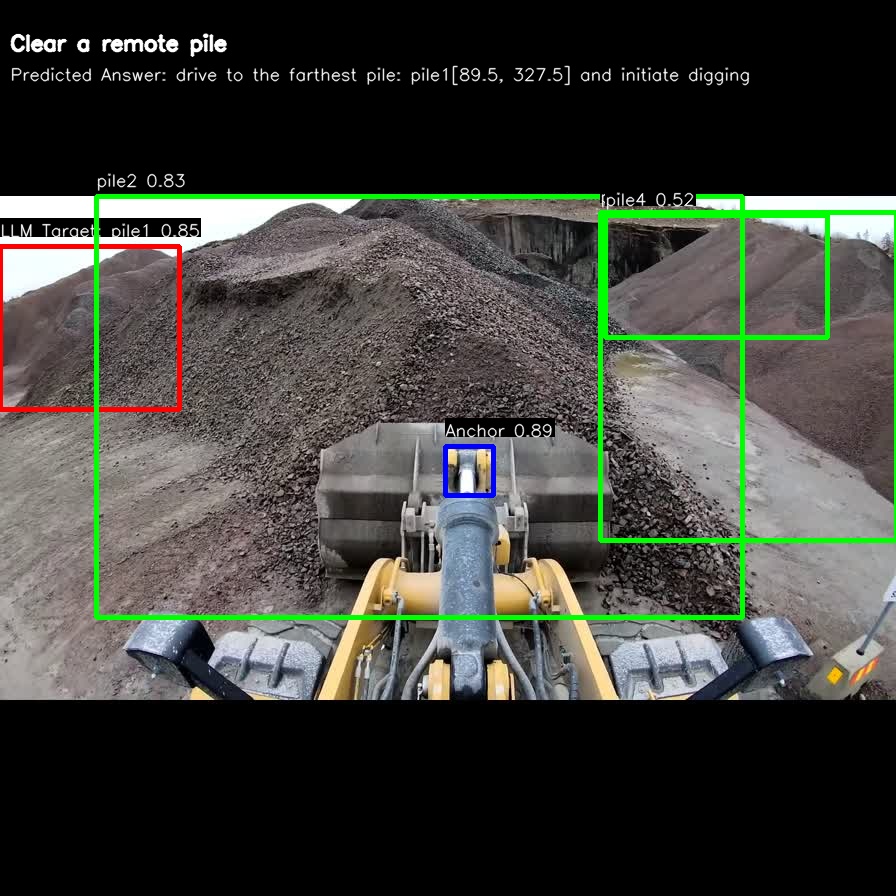 Clear a remote pile
Predicted Answer: drive to the farthest pile: pile1[89.5, 327.5] and initiate digging
pile2 0.83
pile4 0.52
LLM Target: pile1 0.85
Anchor 0.89